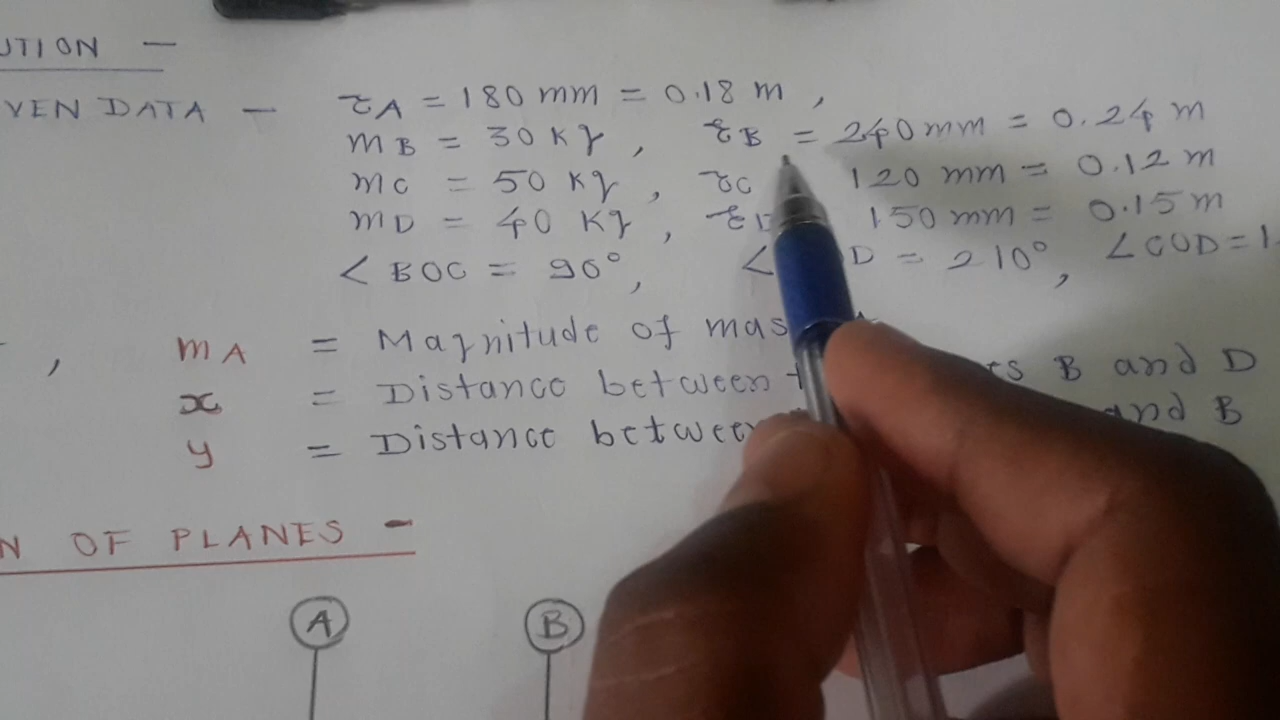 UTION -
VEN DATA - rA = 180 mm = 0.18 m ,
mB = 30 Kg , rB = 240 mm = 0.24 m
mC = 50 Kg , rC 120 mm = 0.12 m
mD = 40 Kg , 150 mm = 0.15 m
∠ BOC = 90° , ∠ D = 210° , ∠ COD = 1
, mA = Magnitude of
x = Distance between B and D
y = Distance and B
N OF PLANES -
A B